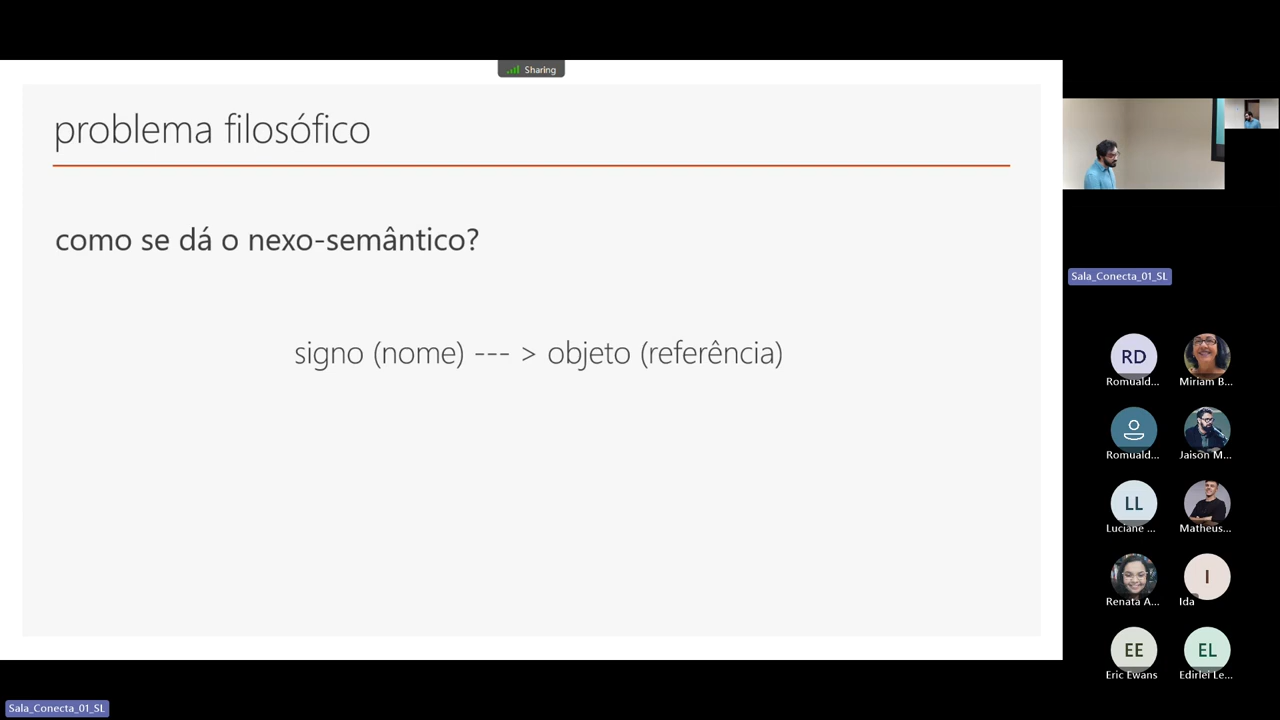 Sharing
problema filosófico
como se dá o nexo-semântico?
signo (nome) --- > objeto (referência)
Sala_Conecta_01_SL
RD
Romuald...
Miriam B...
Romuald...
Jaison M...
LL
Luciane ...
Matheus...
Renata A...
I
Ida
EE
Eric Ewans
EL
Edirlei Le...
Sala_Conecta_01_SL